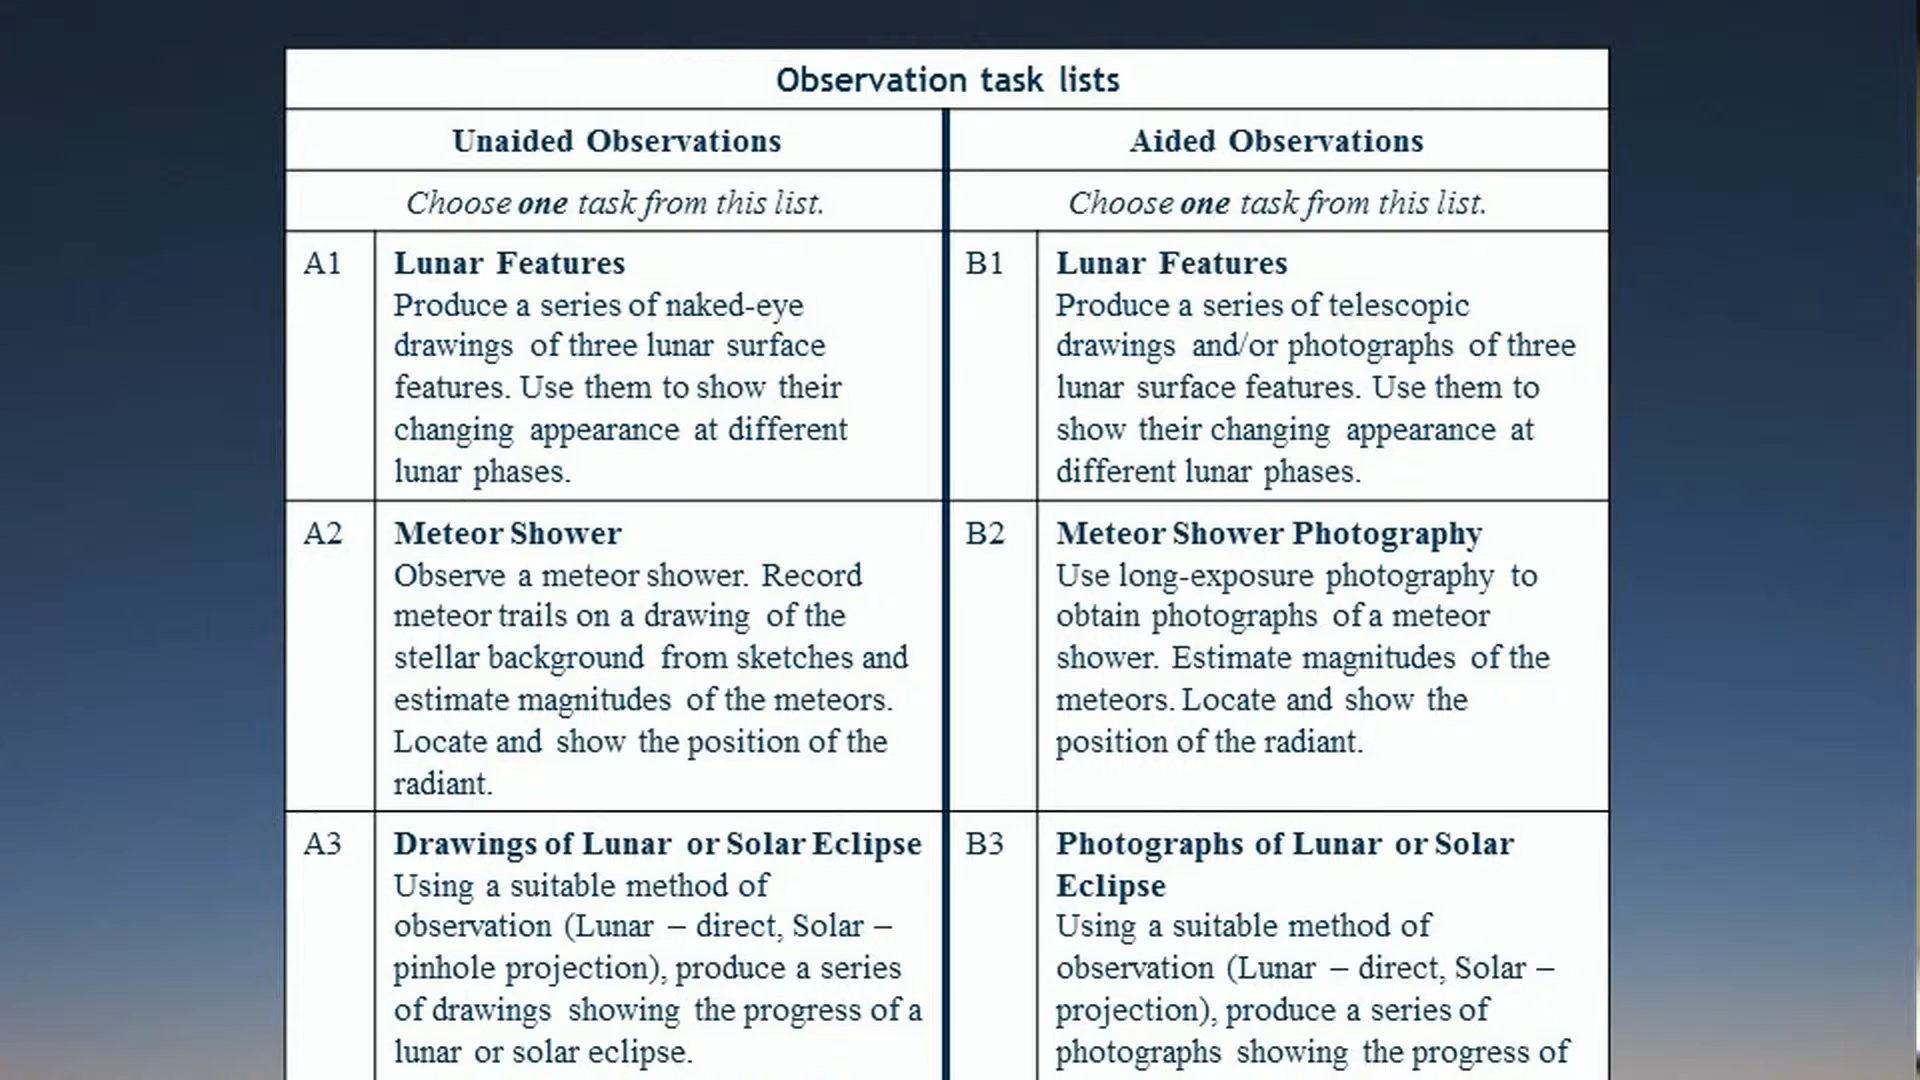 Observation task lists
Unaided Observations
Aided Observations
Choose one task from this list.
Choose one task from this list.
A1
Lunar Features
Produce a series of naked-eye
drawings of three lunar surface
features. Use them to show their
changing appearance at different
lunar phases.
B1
Lunar Features
Produce a series of telescopic
drawings and/or photographs of three
lunar surface features. Use them to
show their changing appearance at
different lunar phases.
A2
Meteor Shower
Observe a meteor shower. Record
meteor trails on a drawing of the
stellar background from sketches and
estimate magnitudes of the meteors.
Locate and show the position of the
radiant.
B2
Meteor Shower Photography
Use long-exposure photography to
obtain photographs of a meteor
shower. Estimate magnitudes of the
meteors. Locate and show the
position of the radiant.
A3
Drawings of Lunar or Solar Eclipse
Using a suitable method of
observation (Lunar – direct, Solar –
pinhole projection), produce a series
of drawings showing the progress of a
lunar or solar eclipse.
B3
Photographs of Lunar or Solar
Eclipse
Using a suitable method of
observation (Lunar – direct, Solar –
projection), produce a series of
photographs showing the progress of